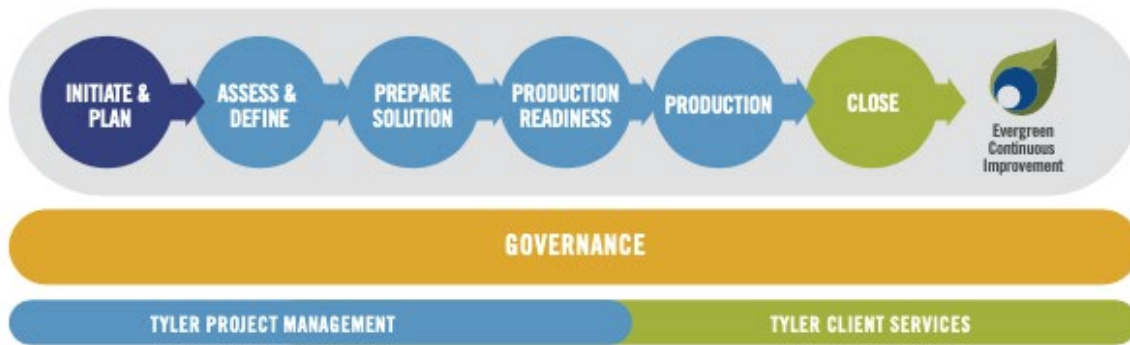 INITIATE &
PLAN
ASSESS &
DEFINE
PREPARE
SOLUTION
PRODUCTION
READINESS
PRODUCTION
CLOSE
Evergreen
Continuous
Improvement
GOVERNANCE
TYLER PROJECT MANAGEMENT
TYLER CLIENT SERVICES